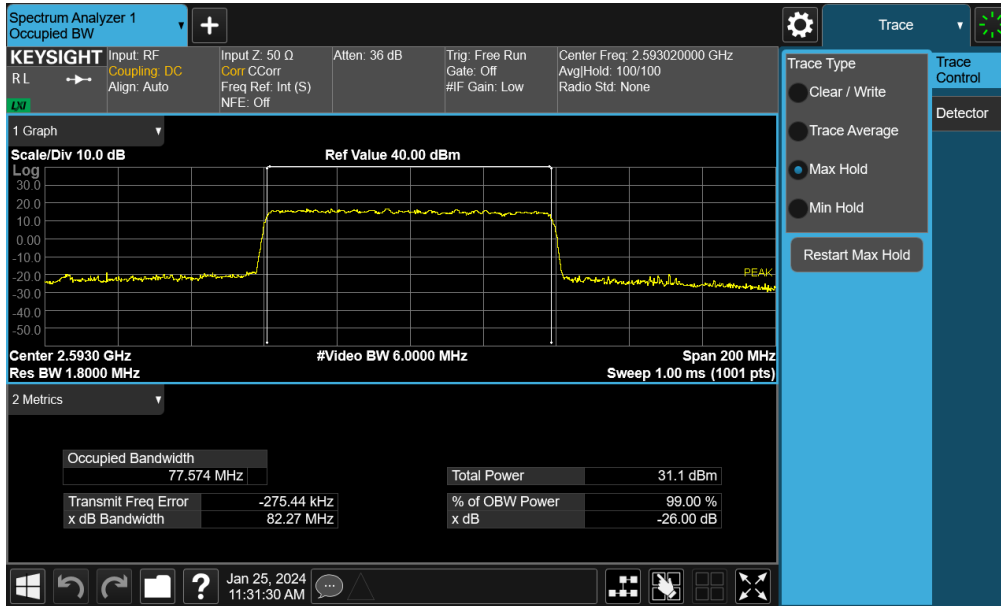 Spectrum Analyzer 1
Occupied BW
+
Trace
KEYSIGHT
R L
LXI
Input: RF
Coupling: DC
Align: Auto
Input Z: 50 Ω
Corr CCorr
Freq Ref: Int (S)
NFE: Off
Atten: 36 dB
Trig: Free Run
Gate: Off
#IF Gain: Low
Center Freq: 2.593020000 GHz
Avg|Hold: 100/100
Radio Std: None
Trace Type
Clear / Write
Trace Average
Max Hold
Min Hold
Restart Max Hold
Trace
Control
Detector
1 Graph
Scale/Div 10.0 dB
Ref Value 40.00 dBm
Log
30.0
20.0
10.0
0.00
-10.0
-20.0
-30.0
-40.0
-50.0
PEAK
Center 2.5930 GHz
#Video BW 6.0000 MHz
Span 200 MHz
Res BW 1.8000 MHz
Sweep 1.00 ms (1001 pts)
2 Metrics
Occupied Bandwidth
77.574 MHz
Total Power 31.1 dBm
Transmit Freq Error -275.44 kHz
% of OBW Power 99.00 %
x dB Bandwidth 82.27 MHz
x dB -26.00 dB
?
Jan 25, 2024
11:31:30 AM